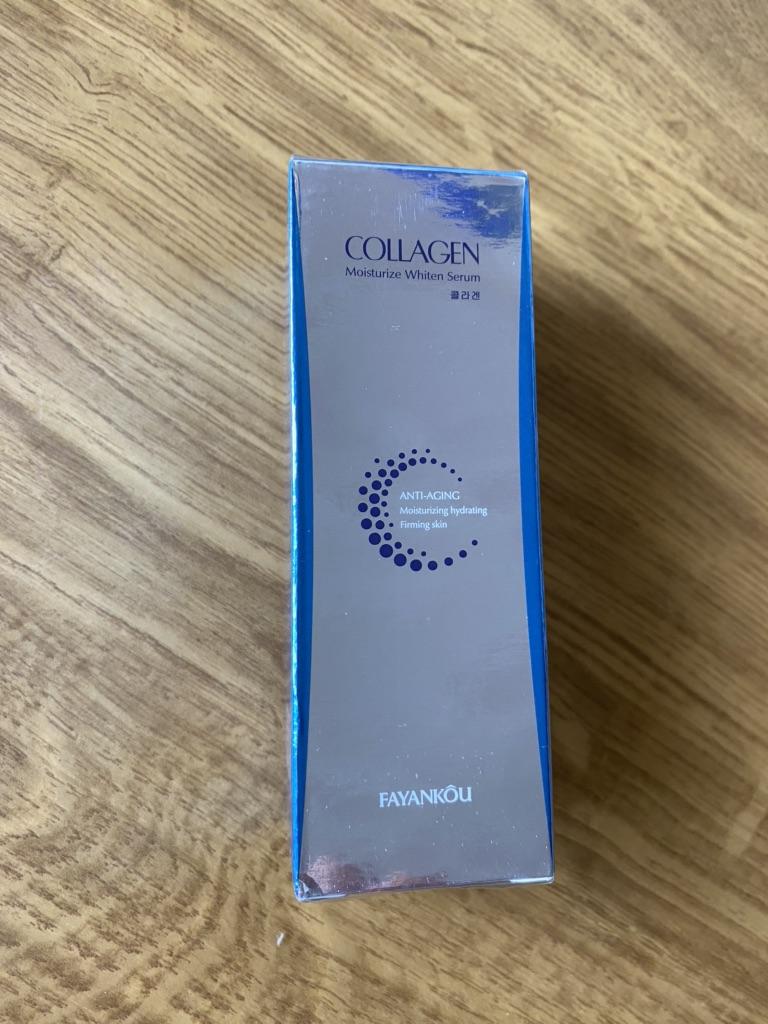 COLLAGEN
Moisturize Whiten Serum
콜라겐
ANTI-AGING
Moisturizing hydrating
Firming skin
FAYANKÔU